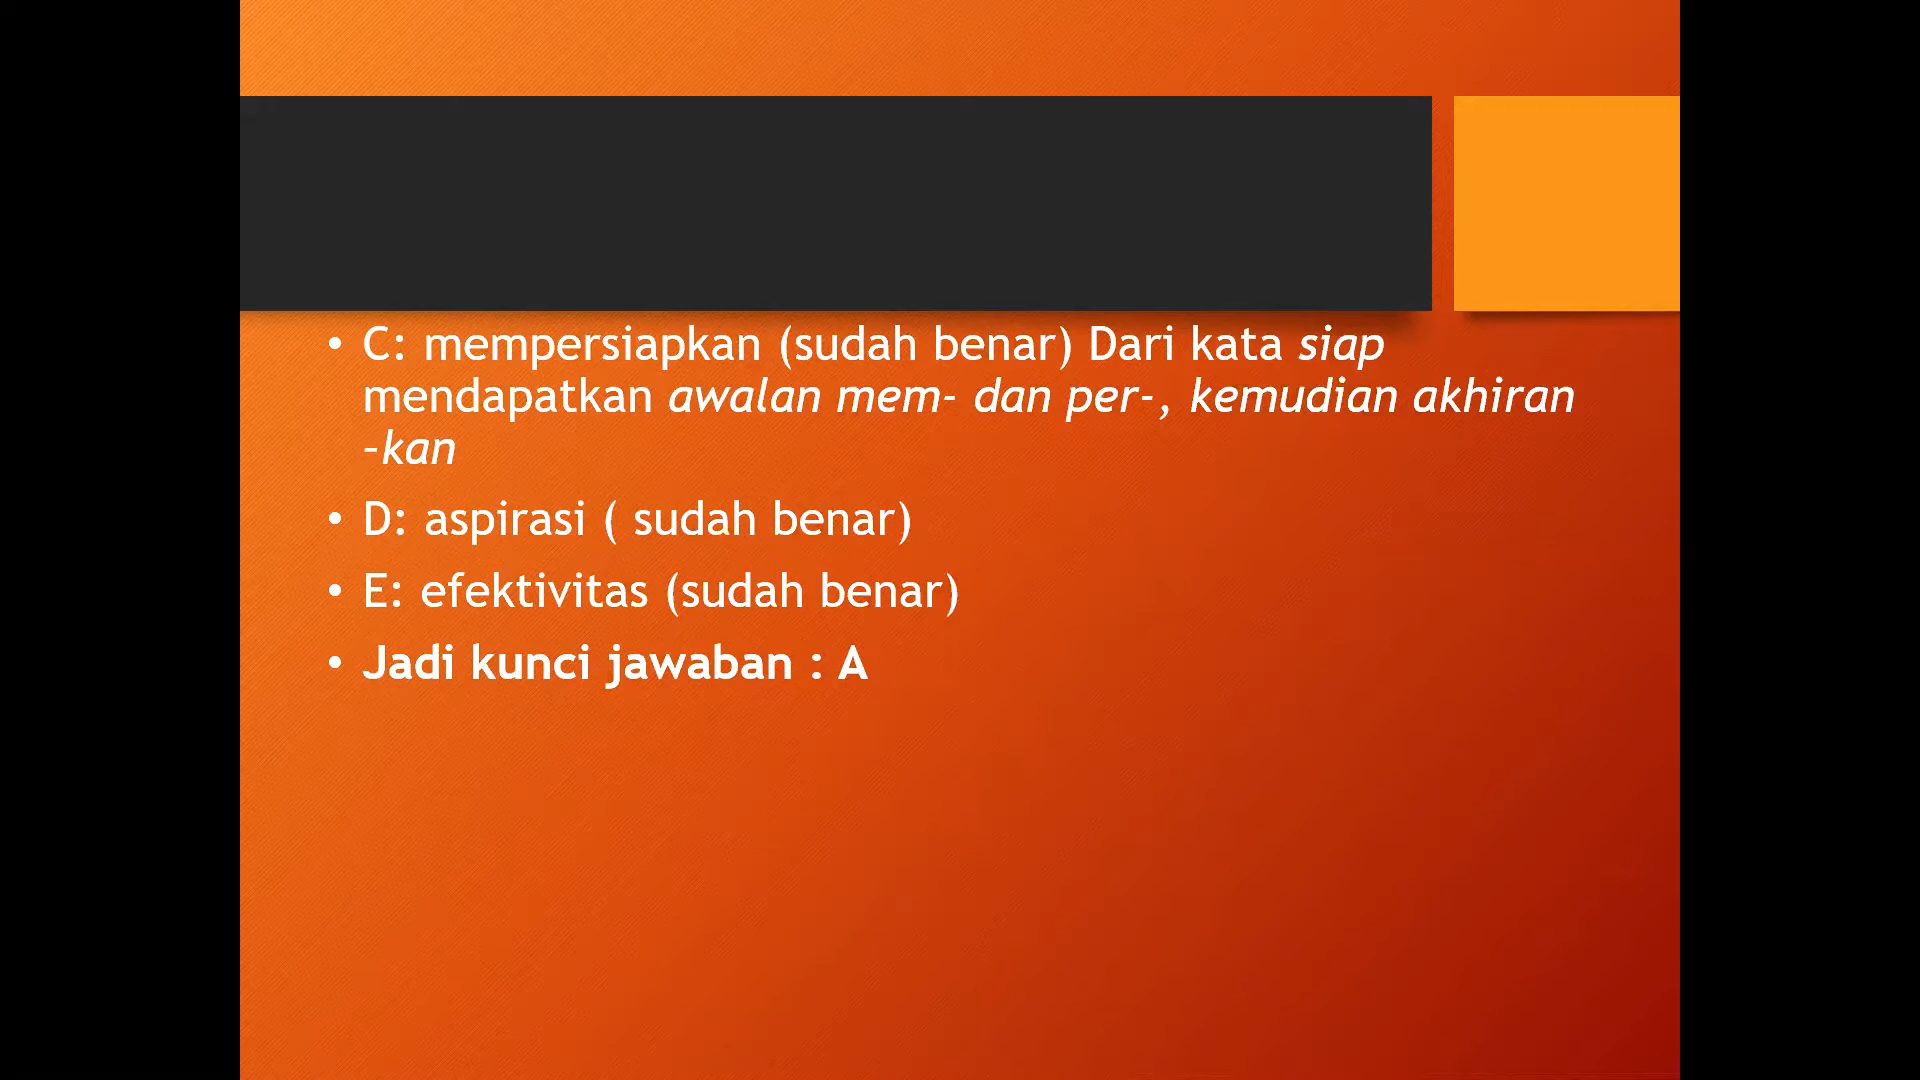 • C: mempersiapkan (sudah benar) Dari kata siap
mendapatkan awalan mem- dan per-, kemudian akhiran
–kan
• D: aspirasi ( sudah benar)
• E: efektivitas (sudah benar)
• Jadi kunci jawaban : A